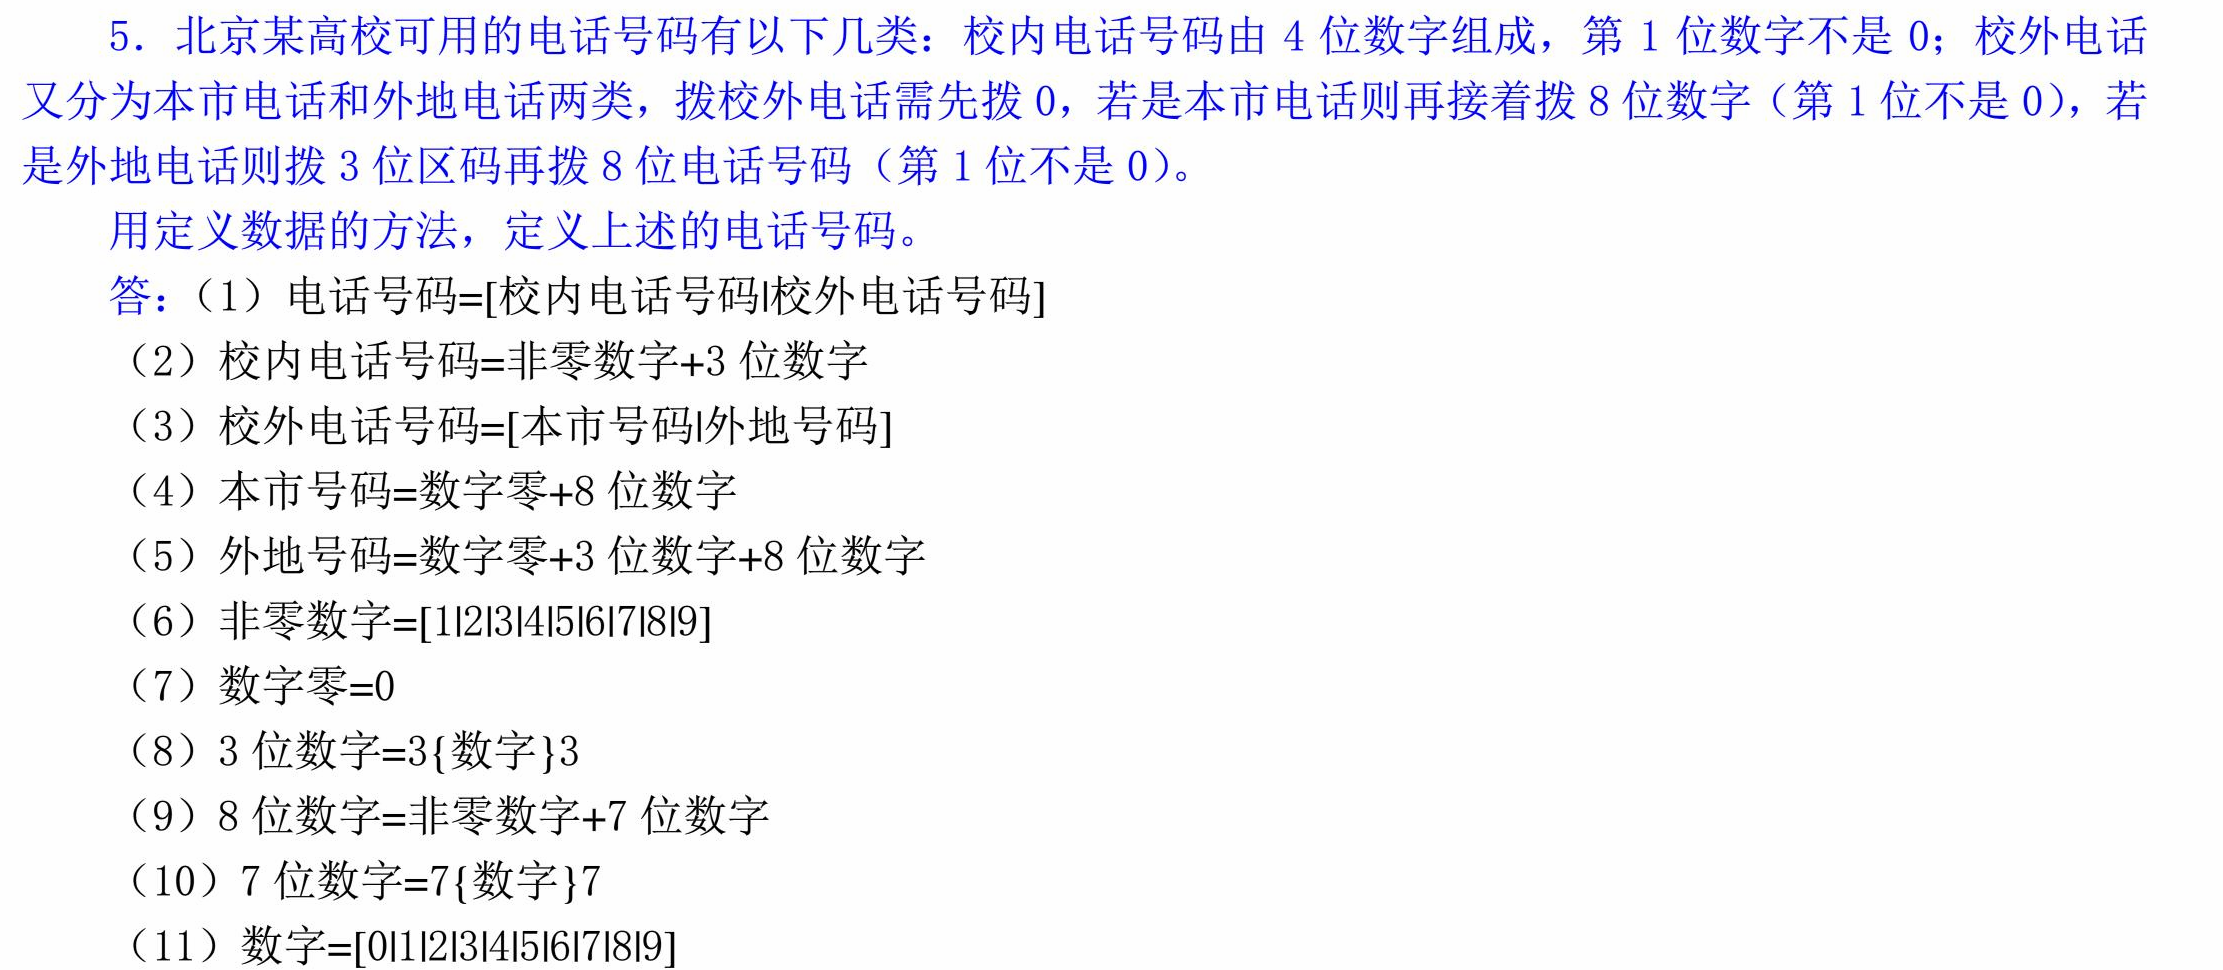 5．北京某高校可用的电话号码有以下几类：校内电话号码由 4 位数字组成，第 1 位数字不是 0；校外电话
又分为本市电话和外地电话两类，拨校外电话需先拨 0，若是本市电话则再接着拨 8 位数字（第 1 位不是 0），若
是外地电话则拨 3 位区码再拨 8 位电话号码（第 1 位不是 0）。
用定义数据的方法，定义上述的电话号码。
答：（1）电话号码=[校内电话号码|校外电话号码]
（2）校内电话号码=非零数字+3 位数字
（3）校外电话号码=[本市号码|外地号码]
（4）本市号码=数字零+8 位数字
（5）外地号码=数字零+3 位数字+8 位数字
（6）非零数字=[1|2|3|4|5|6|7|8|9]
（7）数字零=0
（8）3 位数字=3{数字}3
（9）8 位数字=非零数字+7 位数字
（10）7 位数字=7{数字}7
（11）数字=[0|1|2|3|4|5|6|7|8|9]